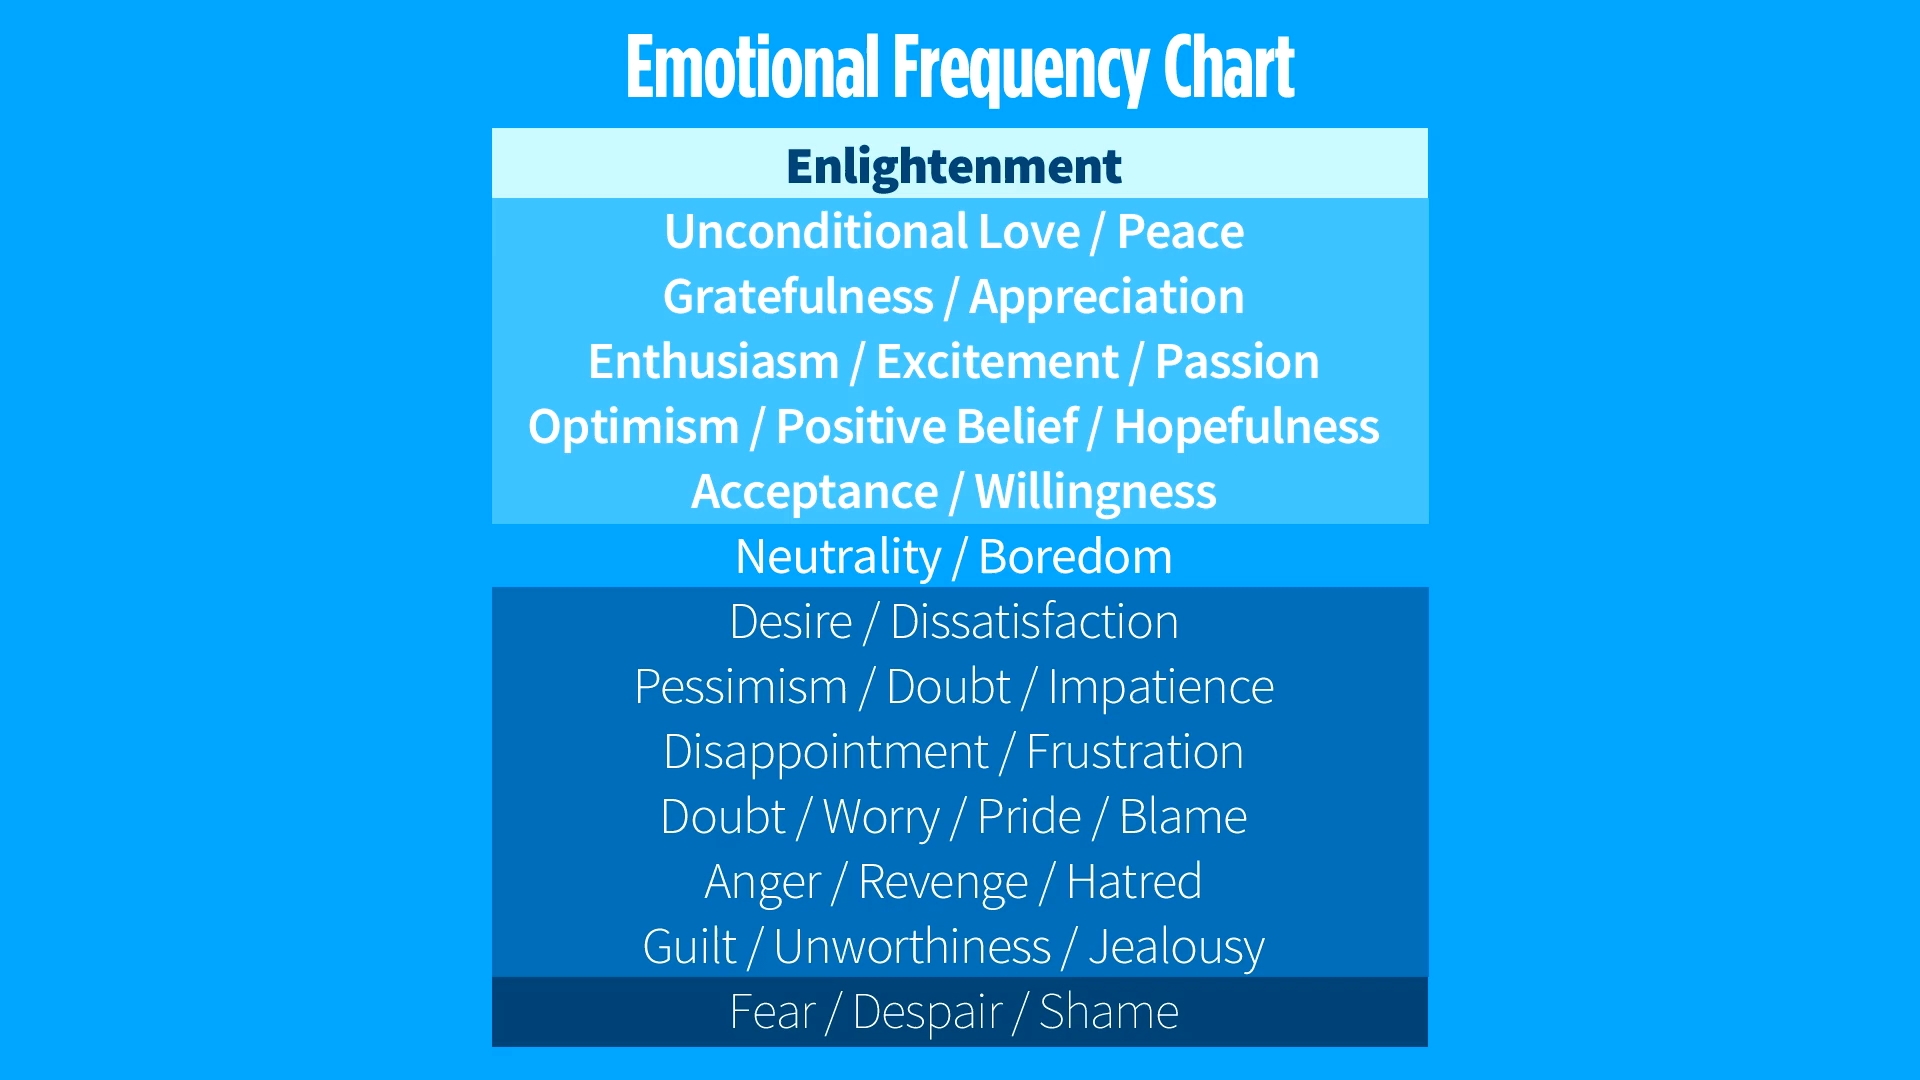 Emotional Frequency Chart
Enlightenment
Unconditional Love / Peace
Gratefulness / Appreciation
Enthusiasm / Excitement / Passion
Optimism / Positive Belief / Hopefulness
Acceptance / Willingness
Neutrality / Boredom
Desire / Dissatisfaction
Pessimism / Doubt / Impatience
Disappointment / Frustration
Doubt / Worry / Pride / Blame
Anger / Revenge / Hatred
Guilt / Unworthiness / Jealousy
Fear / Despair / Shame